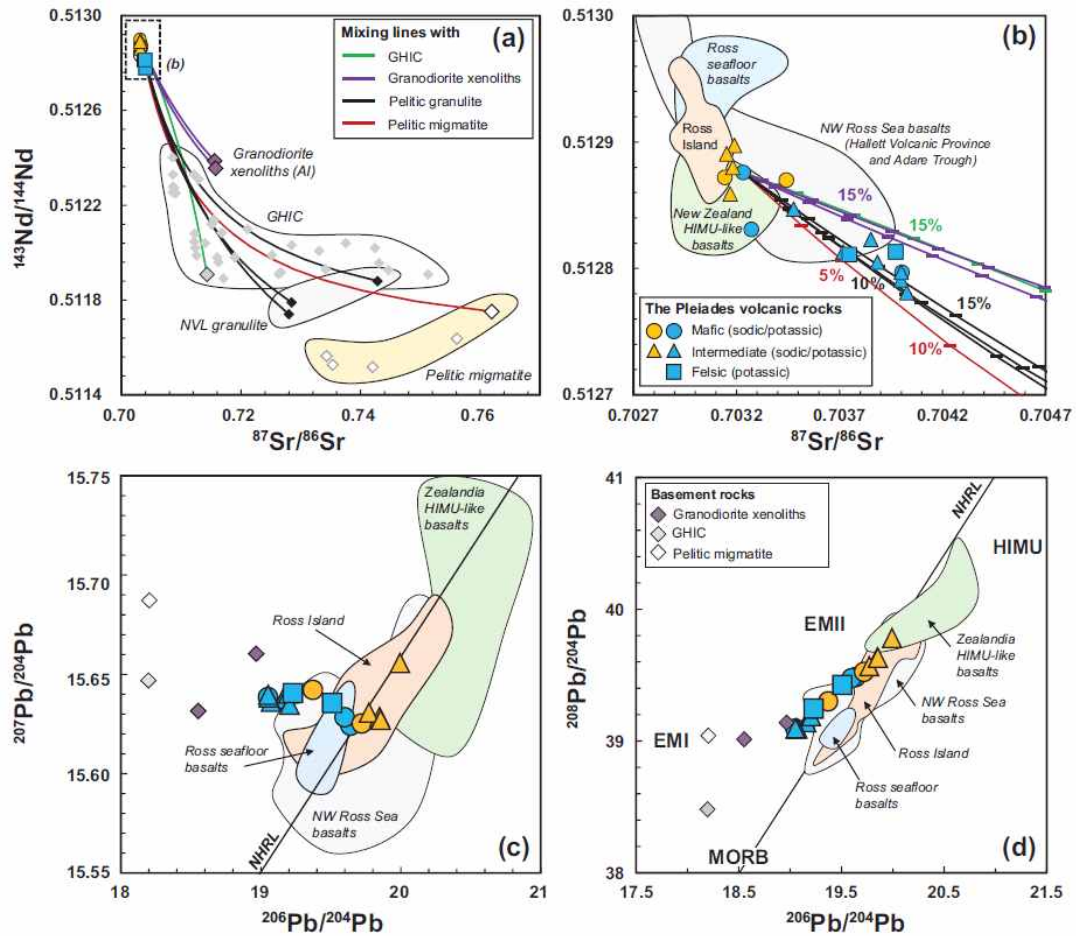 0.5130
0.5126
0.5122
0.5118
0.5114
0.70
0.72
0.74
0.76
143Nd/144Nd
87Sr/86Sr
(a)
(b)
Mixing lines with
GHIC
Granodiorite xenoliths
Pelitic granulite
Pelitic migmatite
Granodiorite
xenoliths (AI)
GHIC
NVL granulite
Pelitic migmatite
0.5130
0.5129
0.5128
0.5127
0.7027
0.7032
0.7037
0.7042
0.7047
87Sr/86Sr
(b)
Ross
seafloor
basalts
Ross
Island
NW Ross Sea basalts
(Hallett Volcanic Province
and Adare Trough)
New Zealand
HIMU-like
basalts
15%
15%
5%
10%
15%
10%
The Pleiades volcanic rocks
Mafic (sodic/potassic)
Intermediate (sodic/potassic)
Felsic (potassic)
15.75
15.70
15.65
15.60
15.55
18
19
20
21
207Pb/204Pb
206Pb/204Pb
(c)
Zealandia
HIMU-like
basalts
Ross Island
Ross seafloor
basalts
NW Ross Sea
basalts
NHRL
41
40
39
38
17.5
18.5
19.5
20.5
21.5
208Pb/204Pb
206Pb/204Pb
(d)
Basement rocks
Granodiorite xenoliths
GHIC
Pelitic migmatite
NHRL
HIMU
EMII
EMI
MORB
Zealandia
HIMU-like
basalts
NW Ross Sea
basalts
Ross Island
Ross seafloor
basalts